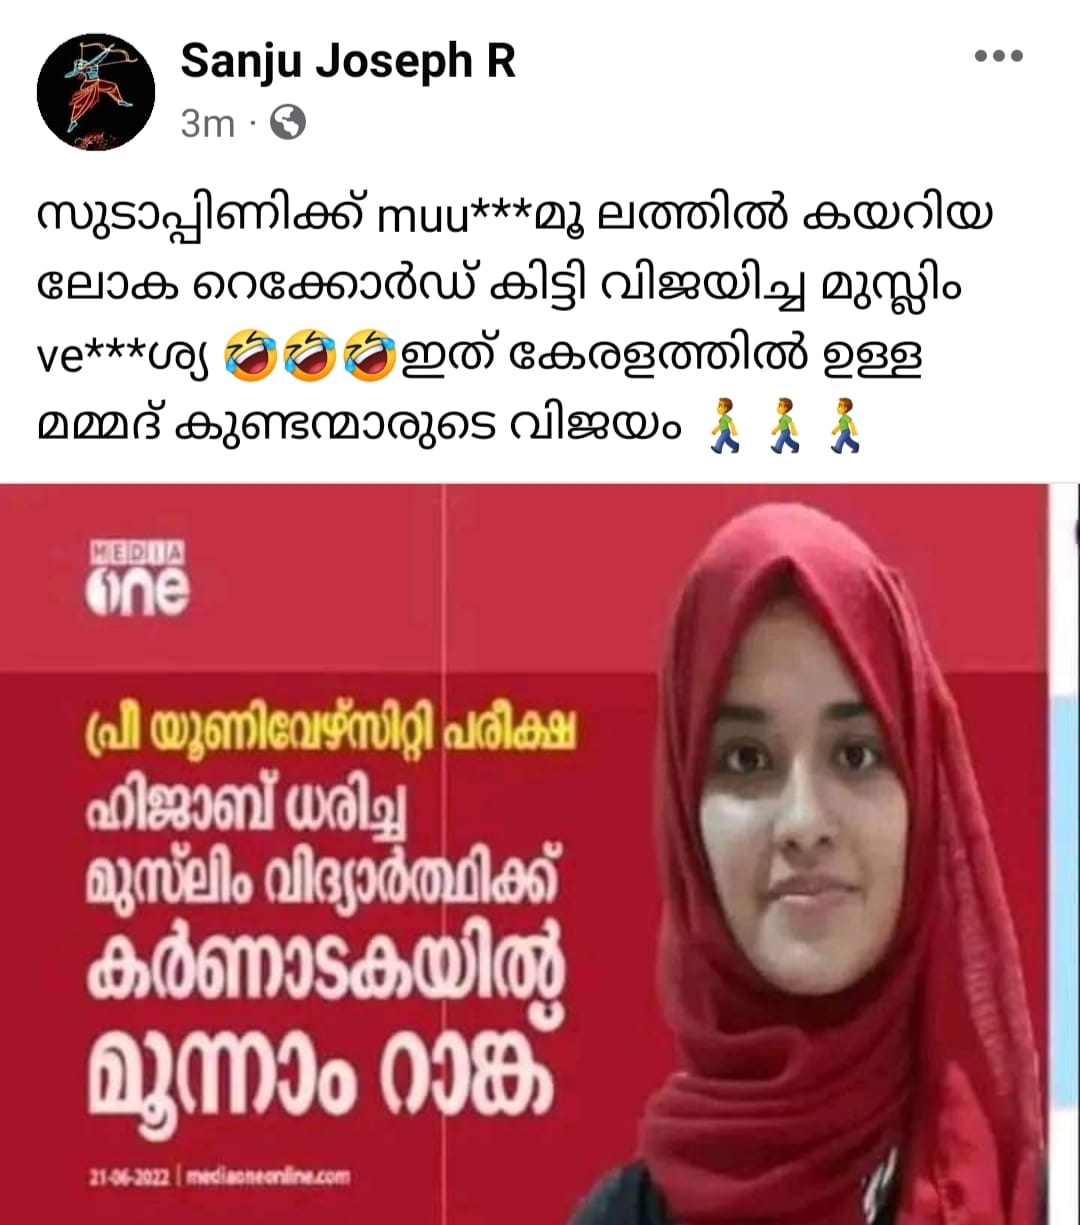 Sanju Joseph R
3m ·
സുടാപ്പിണിക്ക് muu***മൂ ലത്തിൽ കയറിയ
ലോക റെക്കോർഡ് കിട്ടി വിജയിച്ച മുസ്ലിം
ve***ശ്യ 🤣🤣🤣ഇത് കേരളത്തിൽ ഉള്ള
മമ്മദ് കുണ്ടന്മാരുടെ വിജയം 🚶‍♂️🚶‍♂️🚶‍♂️
MEDIA
one
പ്രീ യൂണിവേഴ്സിറ്റി പരീക്ഷ
ഹിജാബ് ധരിച്ച
മുസ്‌ലിം വിദ്യാർത്ഥിക്ക്
കർണാടകയിൽ
മൂന്നാം റാങ്ക്
21-06-2022 | mediaoneonline.com